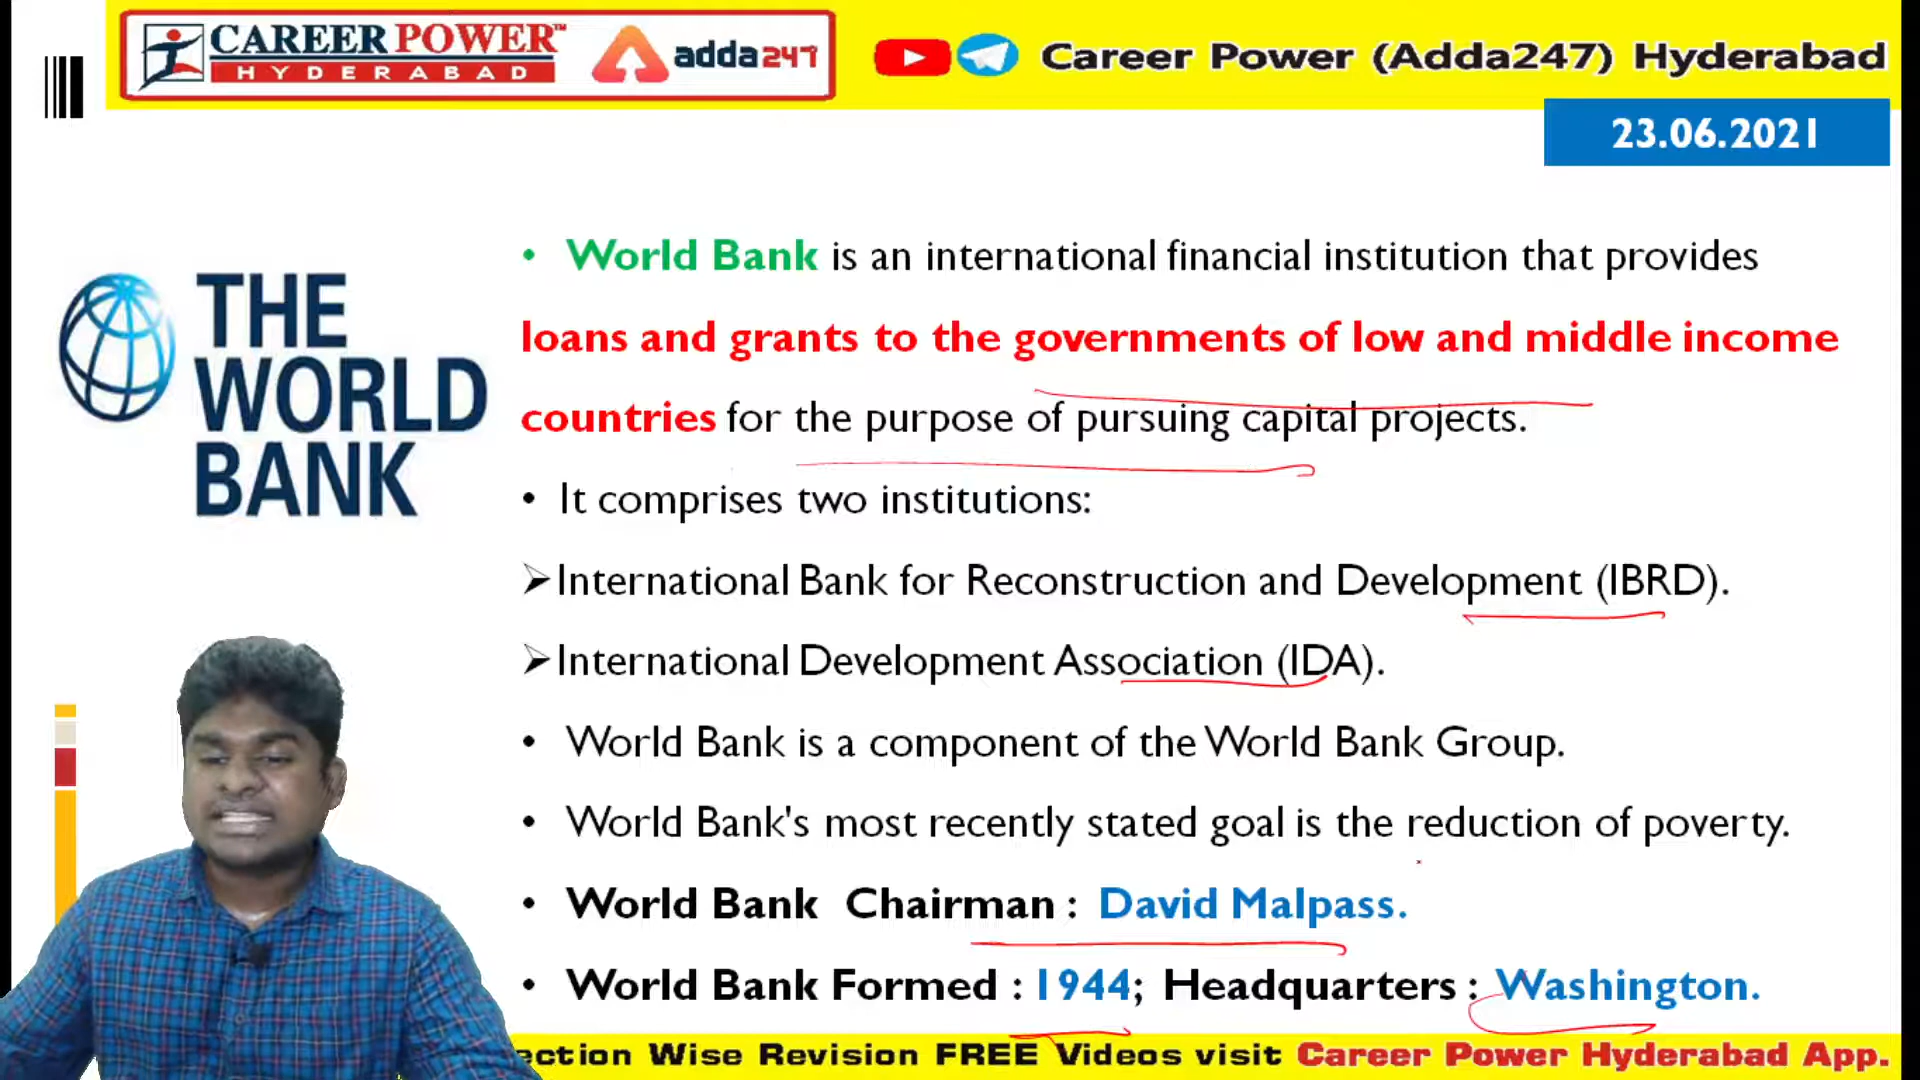 CAREER POWER™
HYDERABAD
adda247
Career Power (Adda247) Hyderabad
23.06.2021
THE
WORLD
BANK
• World Bank is an international financial institution that provides
loans and grants to the governments of low and middle income
countries for the purpose of pursuing capital projects.
• It comprises two institutions:
➢International Bank for Reconstruction and Development (IBRD).
➢International Development Association (IDA).
• World Bank is a component of the World Bank Group.
• World Bank's most recently stated goal is the reduction of poverty.
• World Bank Chairman : David Malpass.
• World Bank Formed : 1944; Headquarters : Washington.
ection Wise Revision FREE Videos visit Career Power Hyderabad App.